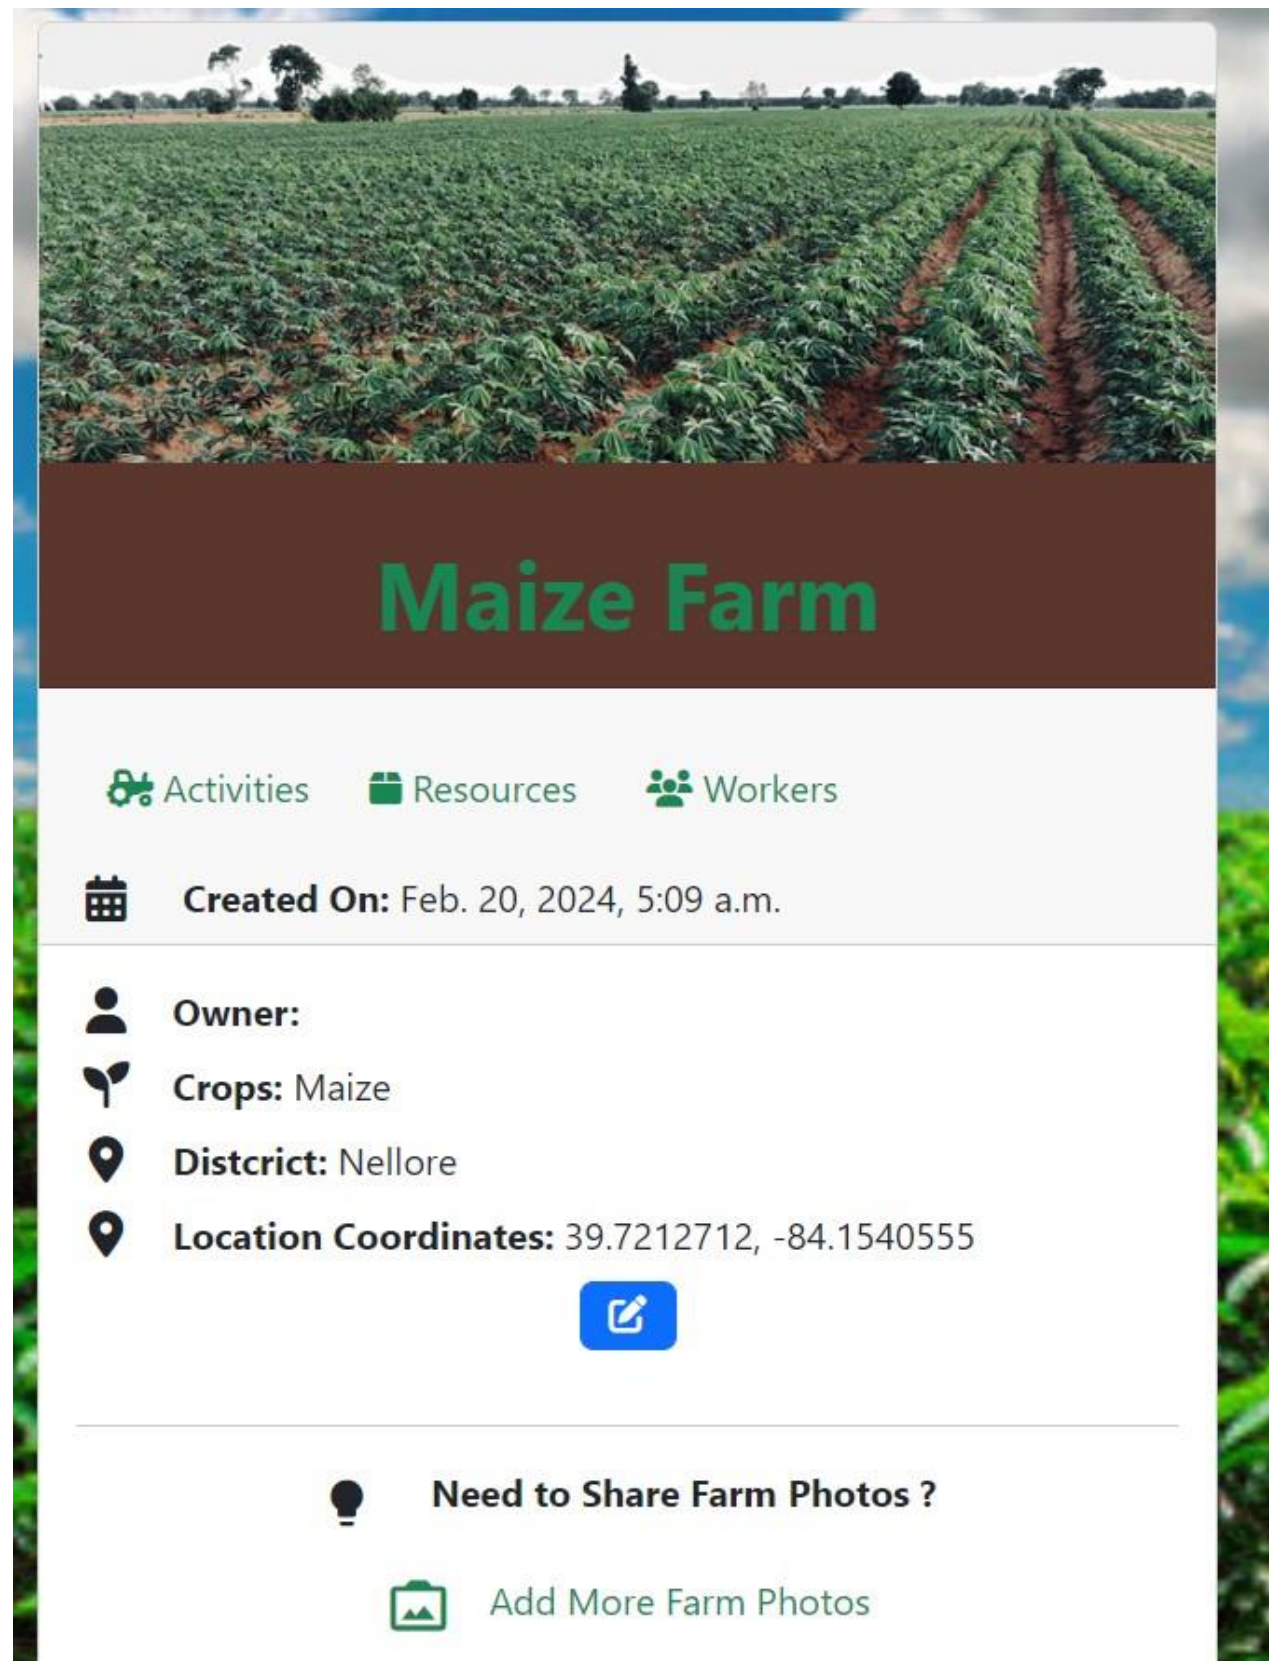 Maize Farm
Activities Resources Workers
Created On: Feb. 20, 2024, 5:09 a.m.
Owner:
Crops: Maize
Distcrict: Nellore
Location Coordinates: 39.7212712, -84.1540555
Need to Share Farm Photos ?
Add More Farm Photos